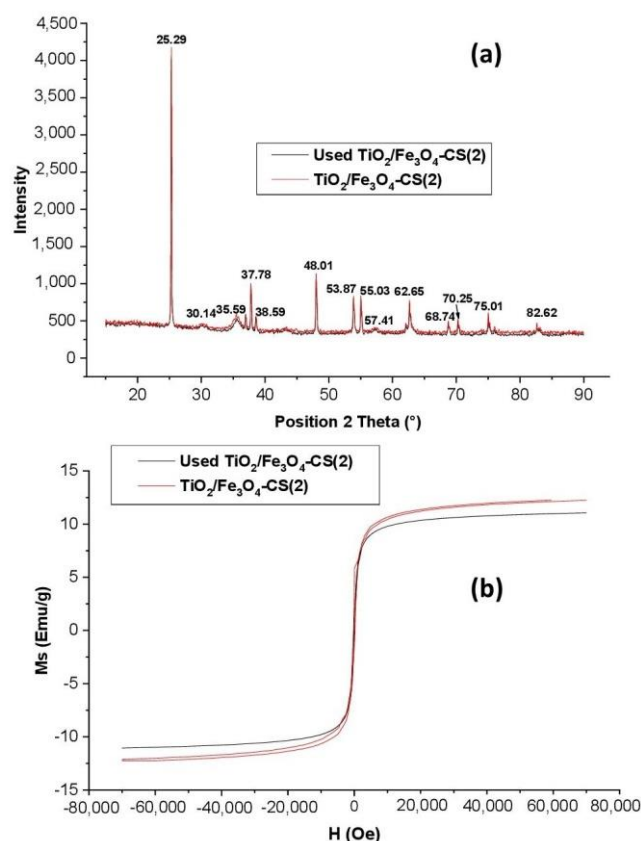 (a)
25.29
4,500
4,000
3,500
3,000
2,500
2,000
1,500
1,000
500
0
Intensity
Used TiO₂/Fe₃O₄-CS(2)
TiO₂/Fe₃O₄-CS(2)
30.14
35.59
37.78
38.59
48.01
53.87
55.03
57.41
62.65
68.74
70.25
75.01
82.62
20 30 40 50 60 70 80 90
Position 2 Theta (°)
Used TiO₂/Fe₃O₄-CS(2)
TiO₂/Fe₃O₄-CS(2)
15
10
5
0
-5
-10
-15
Ms (Emu/g)
(b)
-80,000 -60,000 -40,000 -20,000 0 20,000 40,000 60,000 80,000
H (Oe)